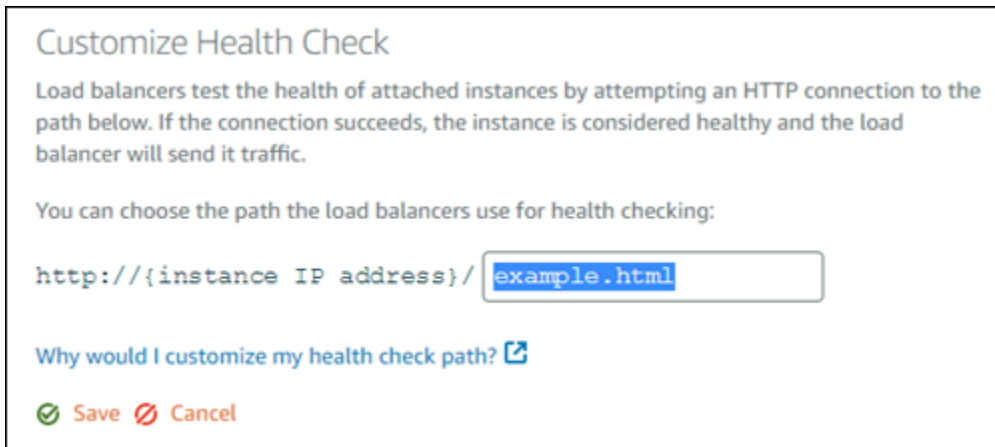 Customize Health Check
Load balancers test the health of attached instances by attempting an HTTP connection to the
path below. If the connection succeeds, the instance is considered healthy and the load
balancer will send it traffic.
You can choose the path the load balancers use for health checking:
http://{instance IP address}/ example.html
Why would I customize my health check path?
Save Cancel